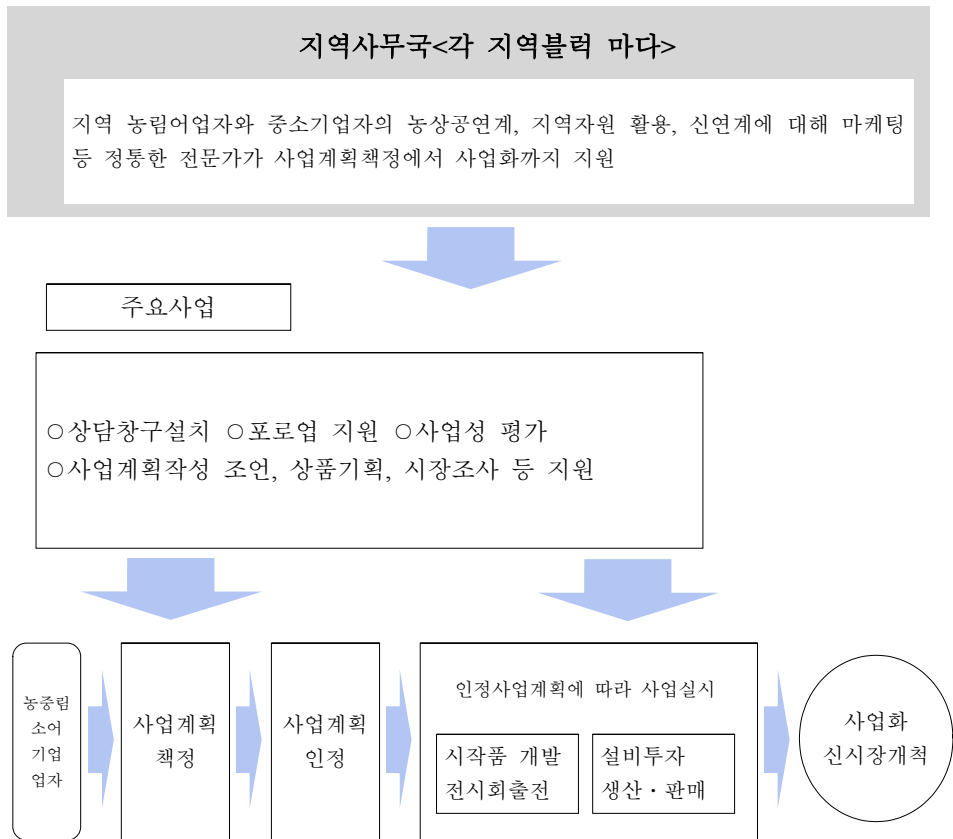 지역사무국<각 지역블럭 마다>
지역 농림어업자와 중소기업자의 농상공연계, 지역자원 활용, 신연계에 대해 마케팅
등 정통한 전문가가 사업계획책정에서 사업화까지 지원
주요사업
○상담창구설치 ○포로업 지원 ○사업성 평가
○사업계획작성 조언, 상품기획, 시장조사 등 지원
농중림
소어
기업
업자
사업계획
책정
사업계획
인정
인정사업계획에 따라 사업실시
시작품 개발
전시회출전
설비투자
생산・판매
사업화
신시장개척